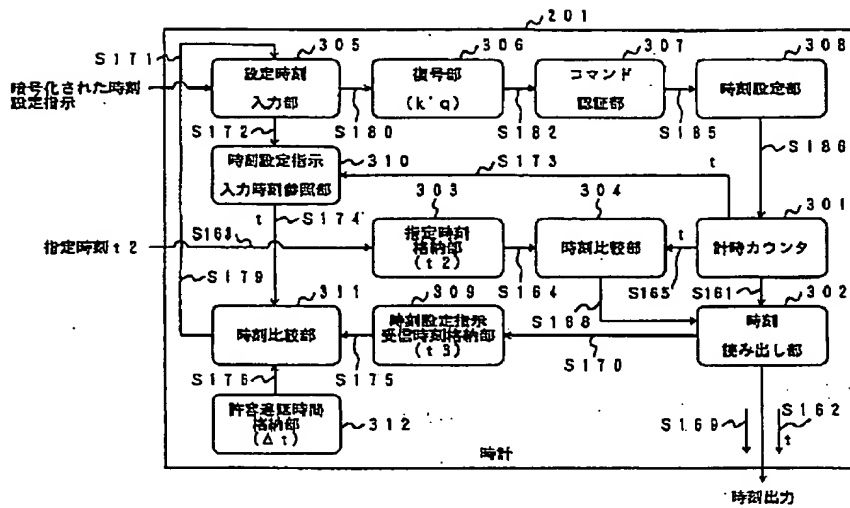 201
S171
305
306
307
308
暗号化された時刻
設定指示
設定時刻
入力部
復号部
(k'q)
コマンド
認証部
時刻設定部
S172
S180
S182
S185
S186
時刻設定指示
入力時刻参照部
310
S173
t
303
304
301
t
S174
指定時刻t2
S163
指定時刻
格納部
(t2)
時刻比較部
t
計時カウンタ
S179
S164
S165
S161
311
309
302
時刻比較部
時刻設定指示
受信時刻格納部
(t3)
S168
時刻
読み出し部
S175
S170
S176
許容遅延時間
格納部
(Δt)
312
S169
S162
t
時計
時刻出力